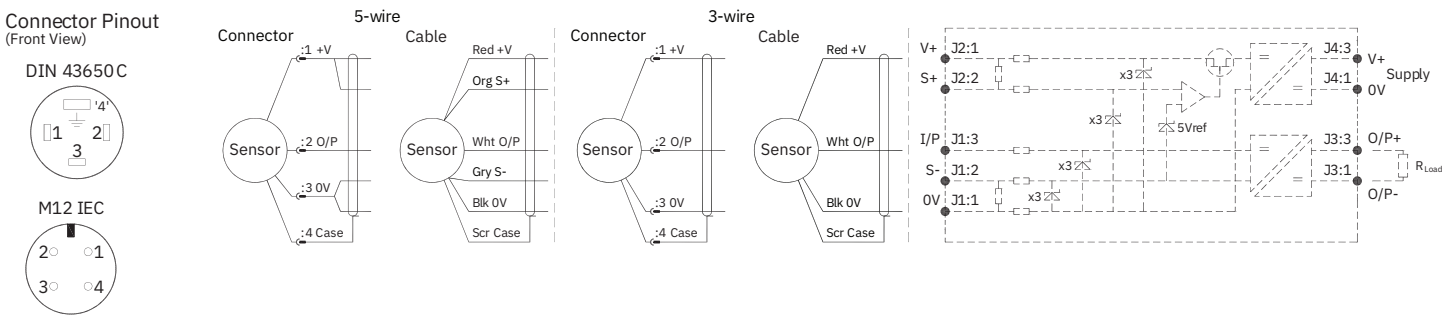 Connector Pinout
(Front View)
DIN 43650 C
'4'
1
2
3
M12 IEC
2
1
3
4
5-wire
Connector
Sensor
:1 +V
:2 O/P
:3 0V
:4 Case
Cable
Sensor
Red +V
Org S+
Wht O/P
Gry S-
Blk 0V
Scr Case
3-wire
Connector
Sensor
:1 +V
:2 O/P
:3 0V
:4 Case
Cable
Sensor
Red +V
Wht O/P
Blk 0V
Scr Case
V+ J2:1
S+ J2:2
I/P J1:3
S- J1:2
0V J1:1
x3
x3
x3
x3
5Vref
=
=
=
=
J4:3 V+
Supply
J4:1 0V
J3:3 O/P+
J3:1 O/P-
RLoad